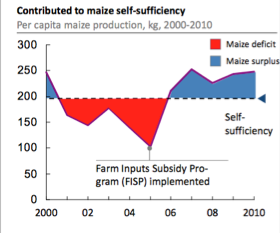 Contributed to maize self-sufficiency
Per capita maize production, kg, 2000-2010
300
Maize deficit
250
Maize surplus
200
150
Self-
sufficiency
100
50
Farm Inputs Subsidy Pro-
gram (FISP) implemented
0
2000 02 04 05 06 07 08 2010